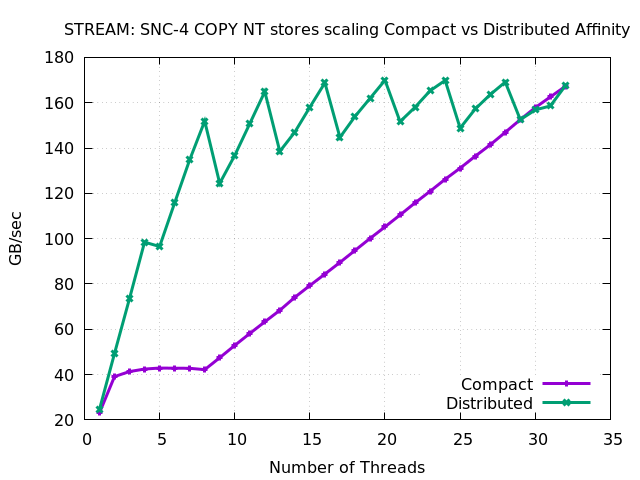 STREAM: SNC-4 COPY NT stores scaling Compact vs Distributed Affinity
180
160
140
120
100
80
60
40
20
GB/sec
Compact
Distributed
0 5 10 15 20 25 30 35
Number of Threads